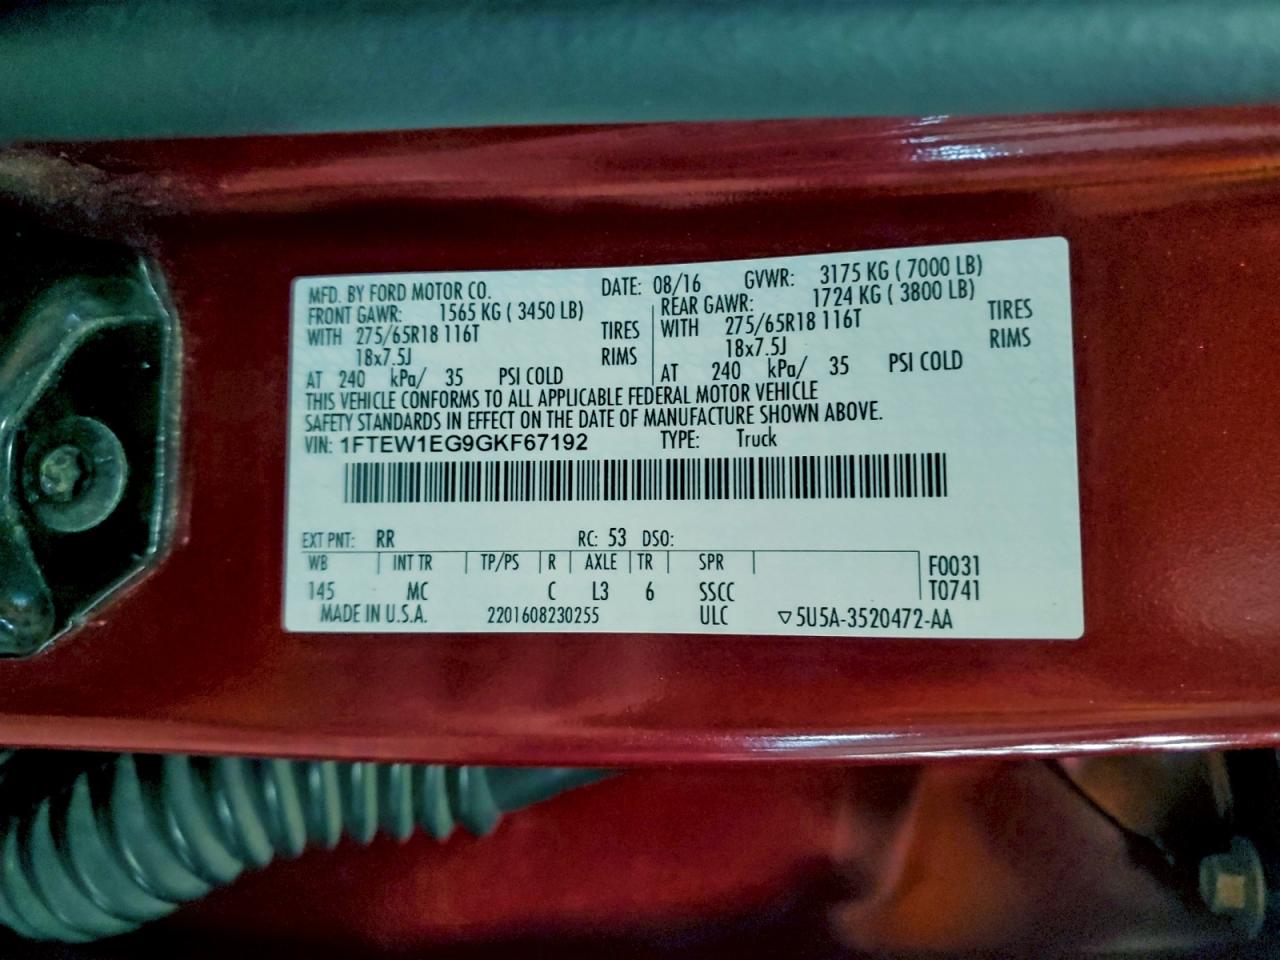 MFD. BY FORD MOTOR CO. DATE: 08/16 GVWR: 3175 KG ( 7000 LB)
FRONT GAWR: 1565 KG ( 3450 LB) REAR GAWR: 1724 KG ( 3800 LB)
WITH 275/65R18 116T TIRES WITH 275/65R18 116T TIRES
18x7.5J RIMS 18x7.5J RIMS
AT 240 kPa/ 35 PSI COLD AT 240 kPa/ 35 PSI COLD
THIS VEHICLE CONFORMS TO ALL APPLICABLE FEDERAL MOTOR VEHICLE
SAFETY STANDARDS IN EFFECT ON THE DATE OF MANUFACTURE SHOWN ABOVE.
VIN: 1FTEW1EG9GKF67192 TYPE: Truck
EXT PNT: RR RC: 53 DSO:
WB INT TR TP/PS R AXLE TR SPR F0031
145 MC C L3 6 SSCC T0741
MADE IN U.S.A. 2201608230255 ULC ▽5U5A-3520472-AA